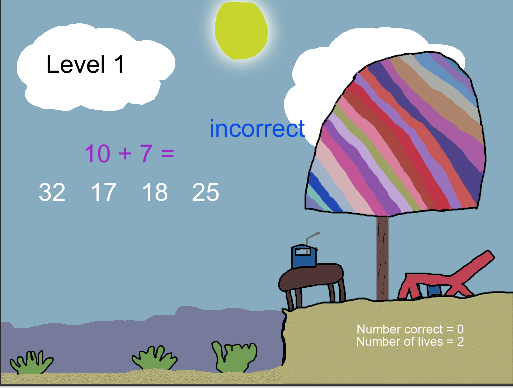 Level 1
incorrect
10 + 7 =
32 17 18 25
Number correct = 0
Number of lives = 2